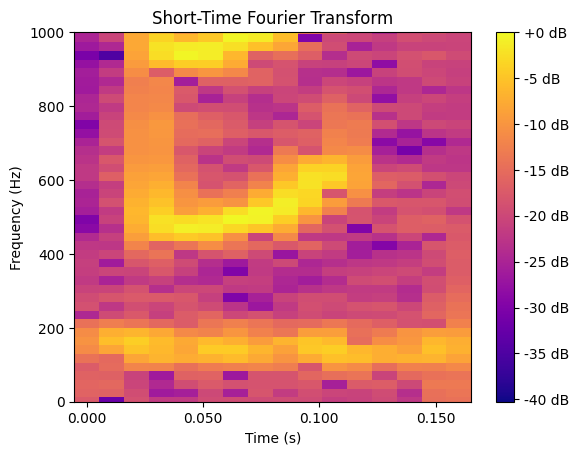 Short-Time Fourier Transform
Frequency (Hz)
1000
800
600
400
200
0
0.000
0.050
0.100
0.150
Time (s)
+0 dB
-5 dB
-10 dB
-15 dB
-20 dB
-25 dB
-30 dB
-35 dB
-40 dB